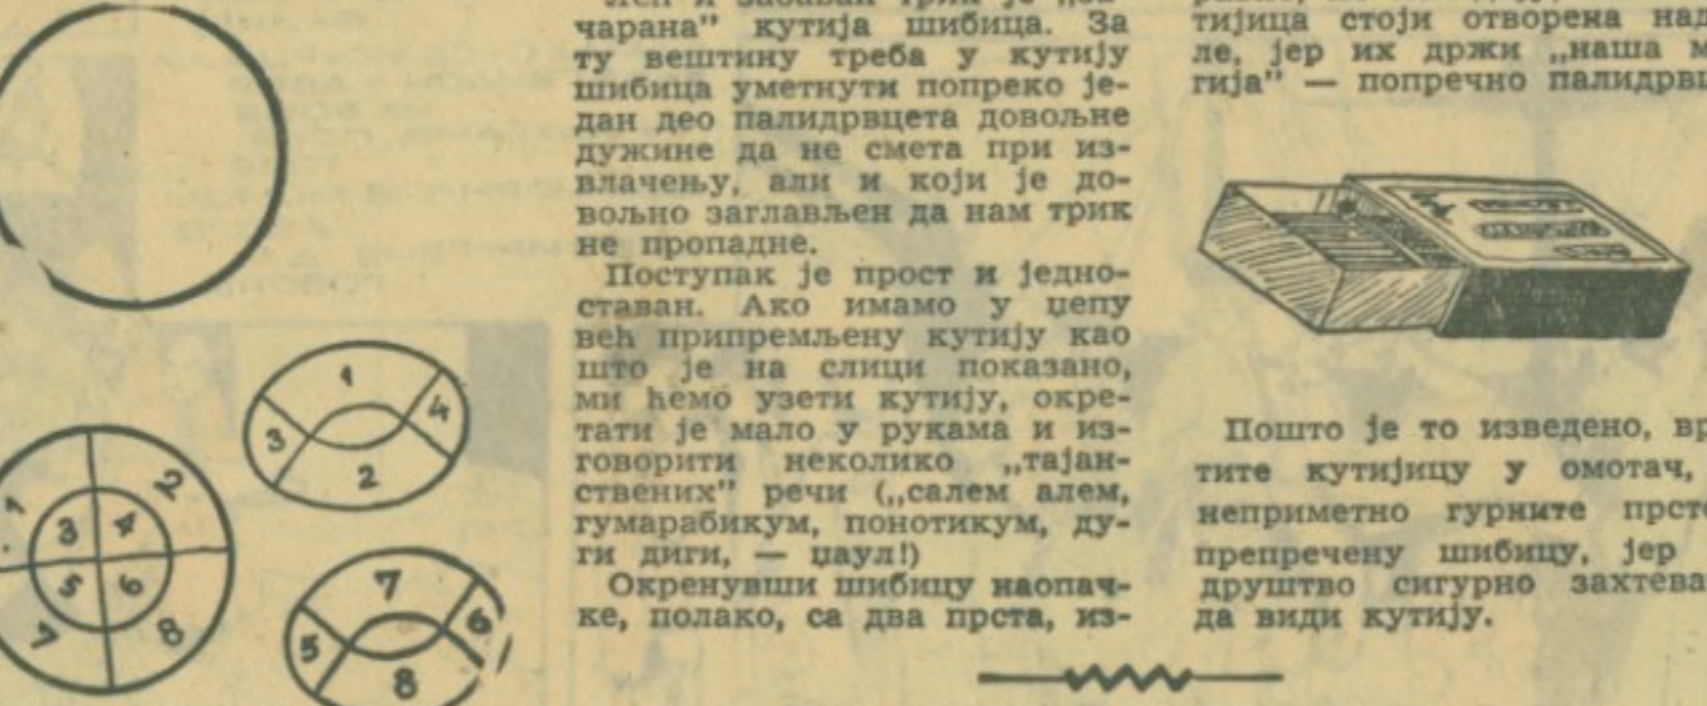 и забаван трик је
чарана” кутија шибица. За
ту вештину треба у кутију
шибица уметнути попреко је-
дан део палидрвцета довољне
дужине да не смета при из-
влачењу, али и који је до-
вољно заглављен да нам трик
не пропадне.
Поступак је прост и једно-
ставан. Ако имамо у џепу
већ припремљену кутију као
што је на слици показано,
ми ћемо узети кутију, окре-
тати је мало у рукама и из-
говорити неколико „тајан-
ствених” речи („салем алем,
гумарабикум, понотикум, ду-
ги диги, — џаул!)
Окренувши шибицу наопач-
ке, полако, са два прста, из-
тијица стоји отворена
ле, јер их држи „наша
гија” — попречно
Пошто је то изведено,
тите кутијицу у омотач,
неприметно гурните
препречену шибицу, јер
друштво сигурно
да види кутију.
1
3
4
2
1
2
3
4
5
6
7
8
7
5
6
8